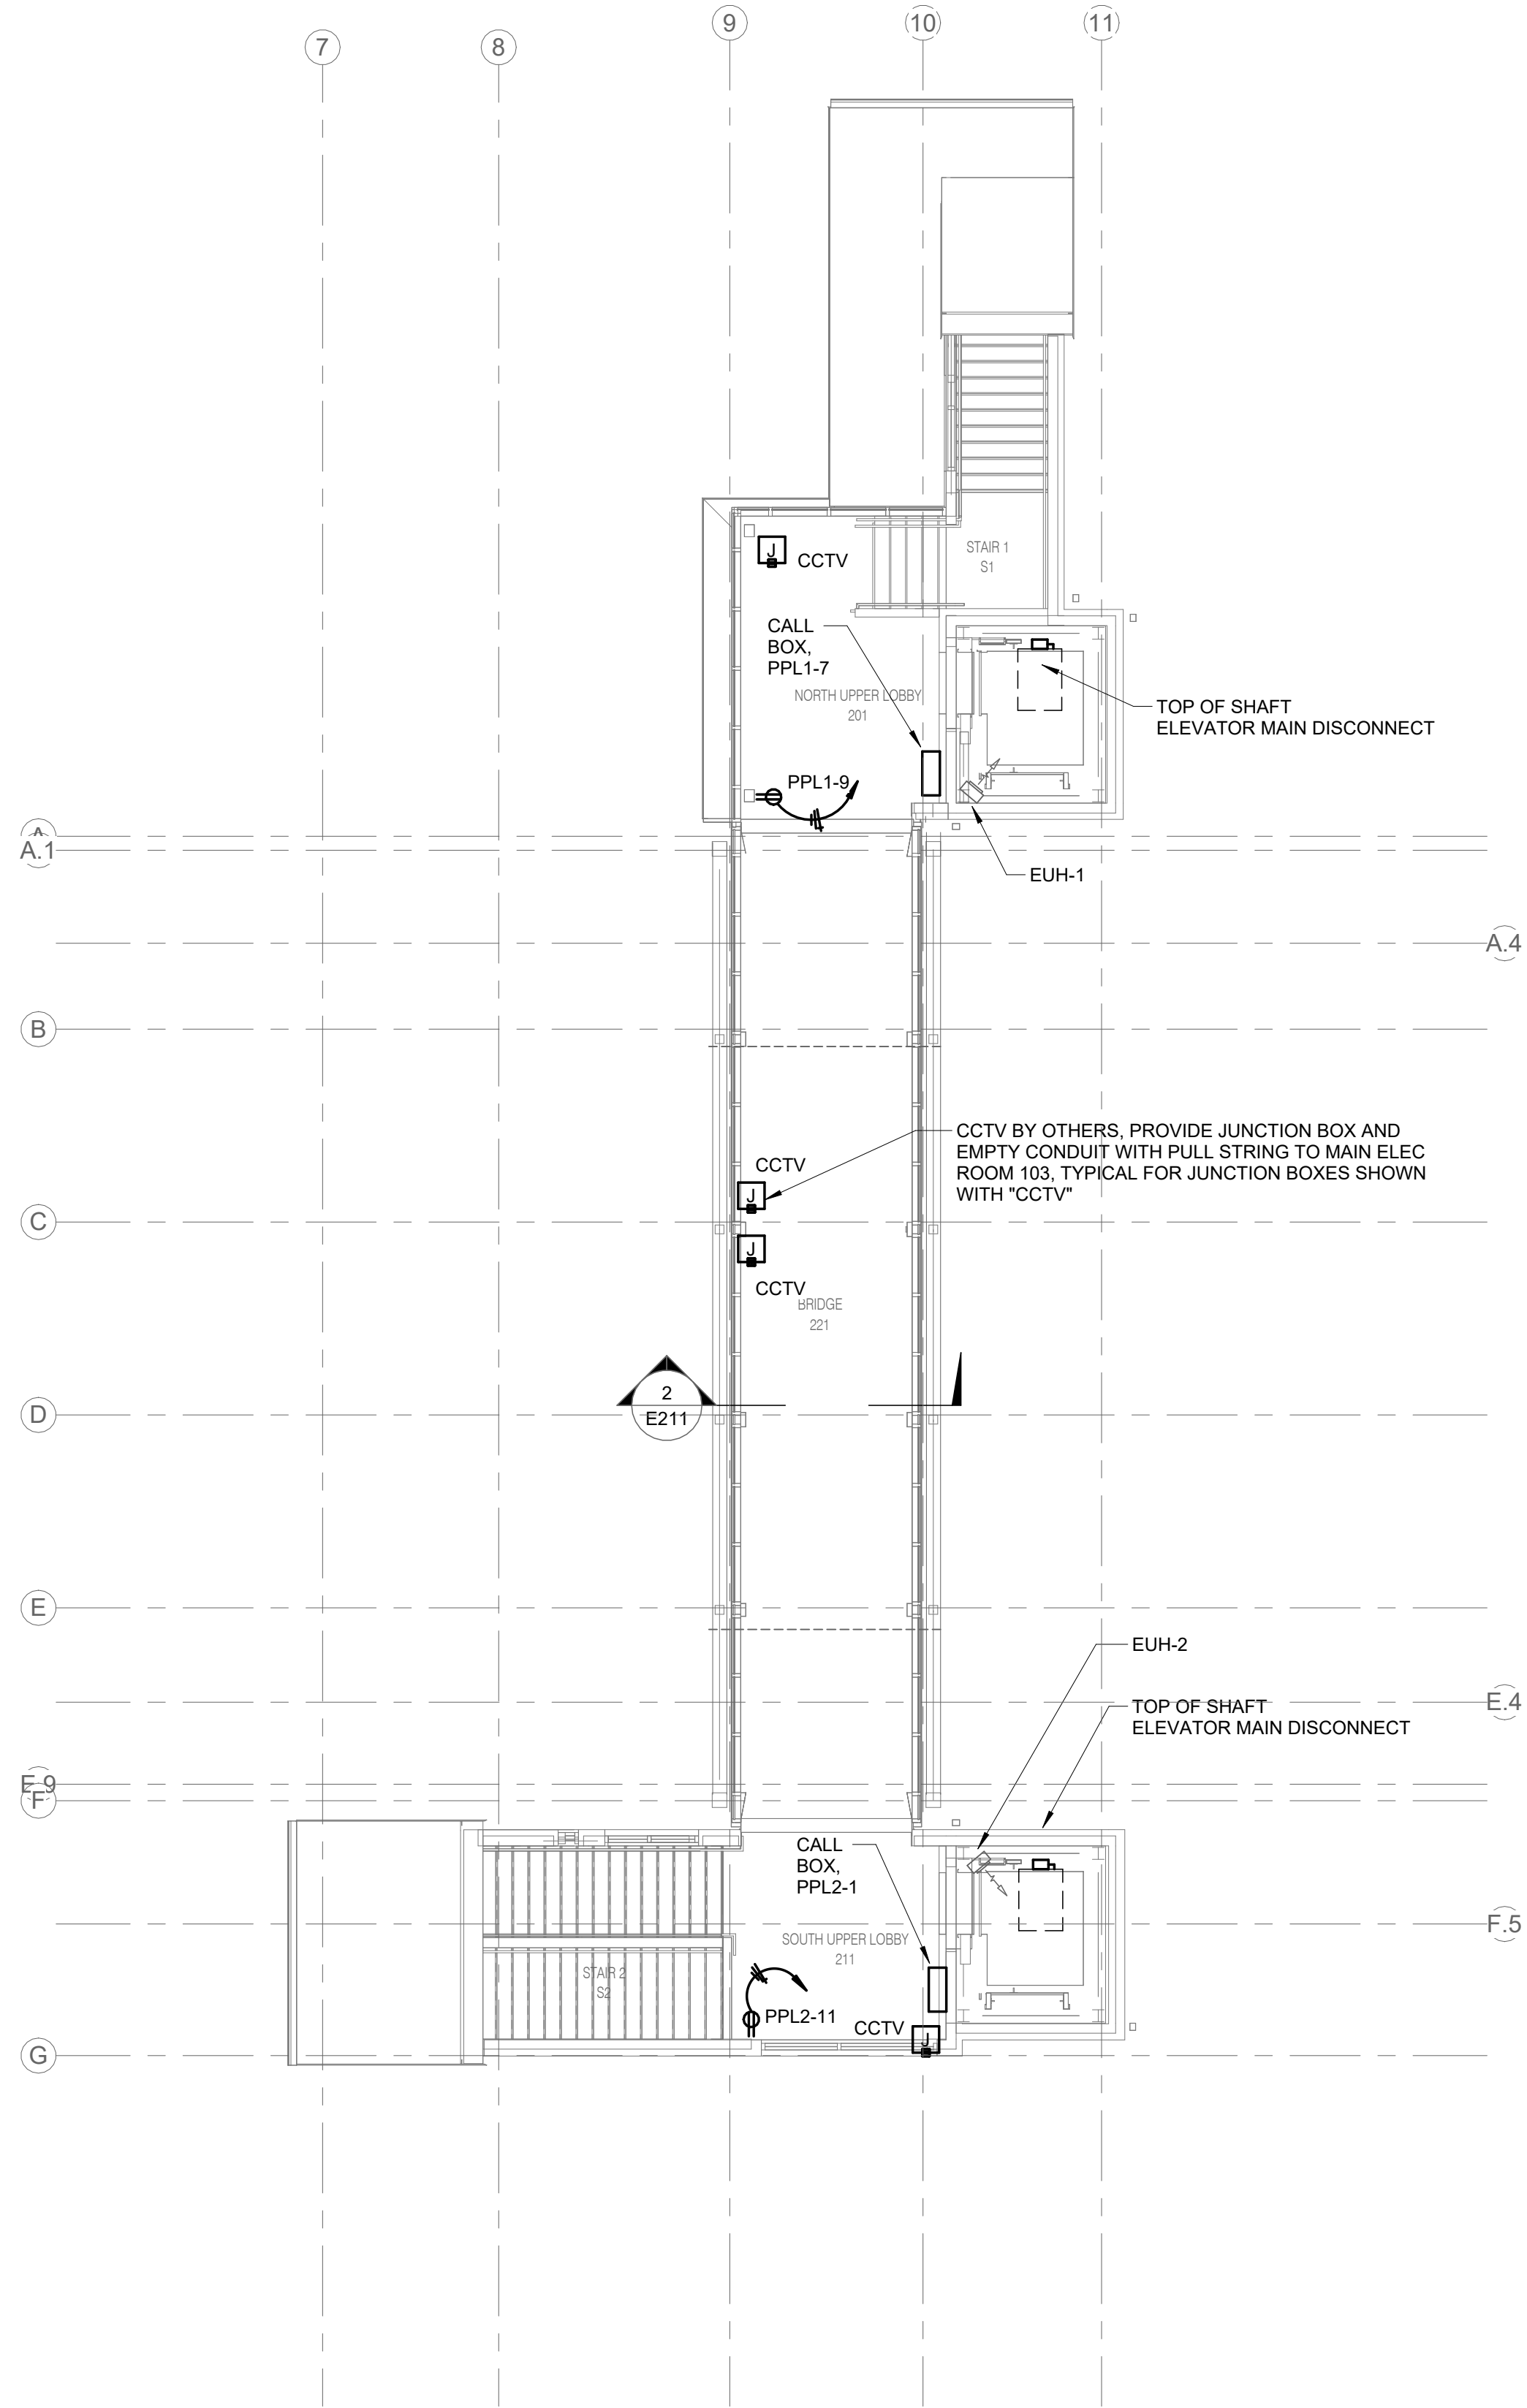 7
8
9
10
11
J
CCTV
STAIR 1
S1
CALL
BOX,
PPL1-7
NORTH UPPER LOBBY
201
TOP OF SHAFT
ELEVATOR MAIN DISCONNECT
PPL1-9
A
A.1
EUH-1
A.4
B
CCTV BY OTHERS, PROVIDE JUNCTION BOX AND
EMPTY CONDUIT WITH PULL STRING TO MAIN ELEC
ROOM 103, TYPICAL FOR JUNCTION BOXES SHOWN
WITH "CCTV"
CCTV
J
C
J
CCTV
BRIDGE
221
2
E211
D
E
EUH-2
E.4
TOP OF SHAFT
ELEVATOR MAIN DISCONNECT
E.9
F
CALL
BOX,
PPL2-1
F.5
SOUTH UPPER LOBBY
211
STAIR 2
S2
PPL2-11
CCTV
J
G